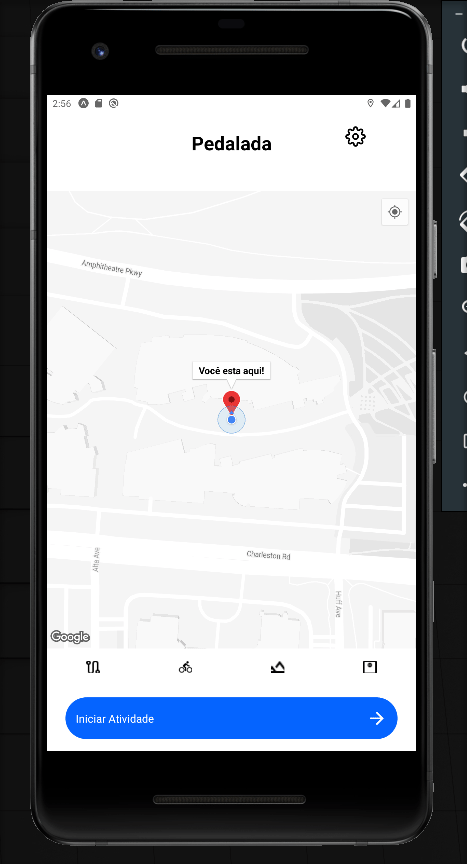 2:56
Pedalada
Amphitheatre Pkwy
Você esta aqui!
Charleston Rd
Alta Ave
Huff Ave
Google
Iniciar Atividade